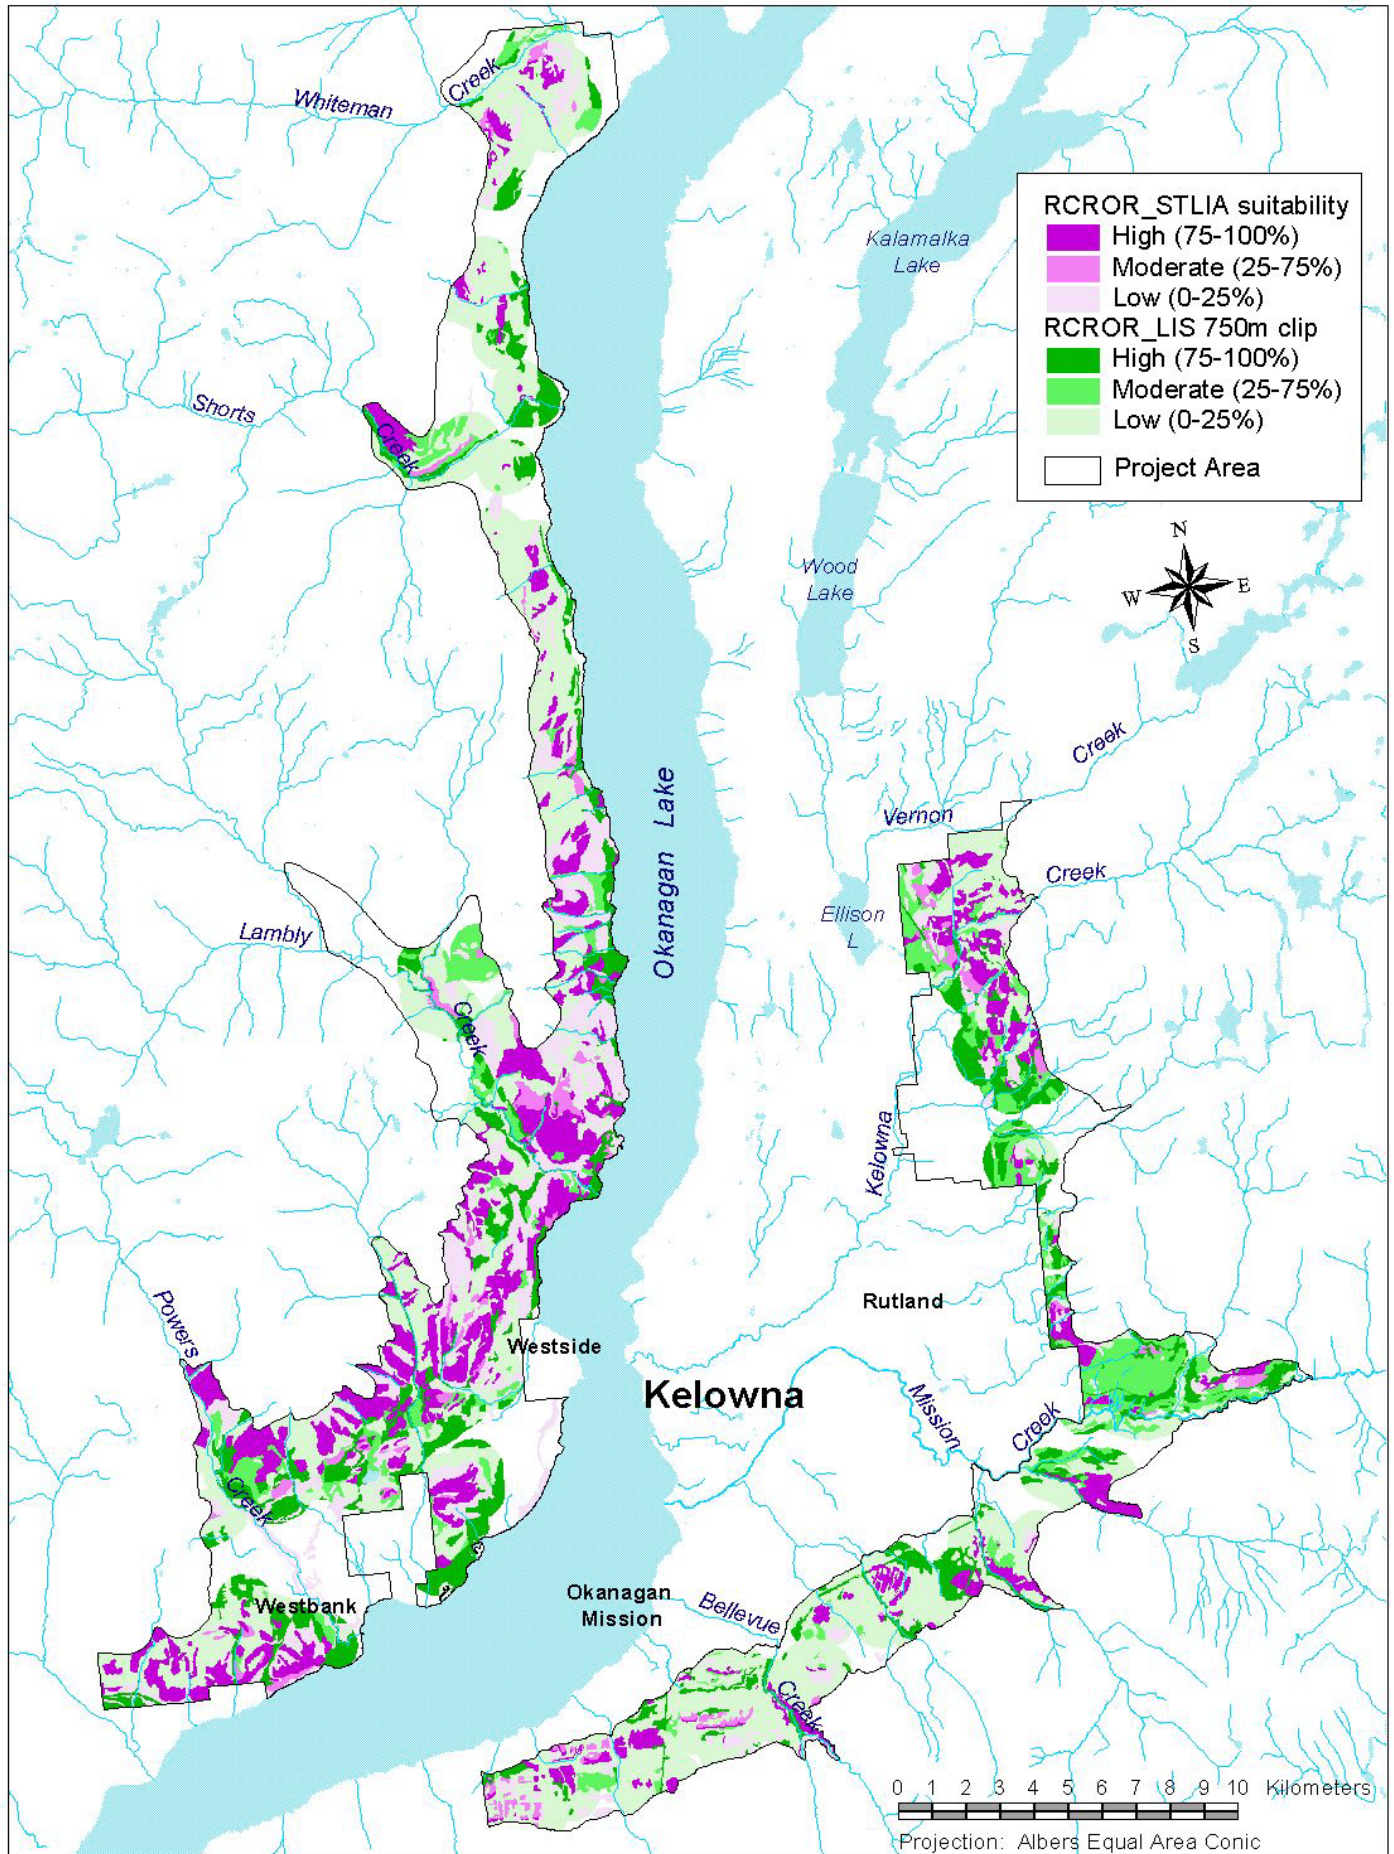 Whiteman
Creek
RCROR_STLIA suitability
High (75-100%)
Moderate (25-75%)
Low (0-25%)
RCROR_LIS 750m clip
High (75-100%)
Moderate (25-75%)
Low (0-25%)
Project Area
Kalamalka
Lake
Shorts
Creek
N
W
E
S
Wood
Lake
Okanagan Lake
Creek
Vernon
Creek
Ellison
L
Lambly
Creek
Kelowna
Powers
Creek
Rutland
Westside
Kelowna
Mission
Creek
Westbank
Okanagan
Mission
Bellevue
Creek
0 1 2 3 4 5 6 7 8 9 10 Kilometers
Projection: Albers Equal Area Conic